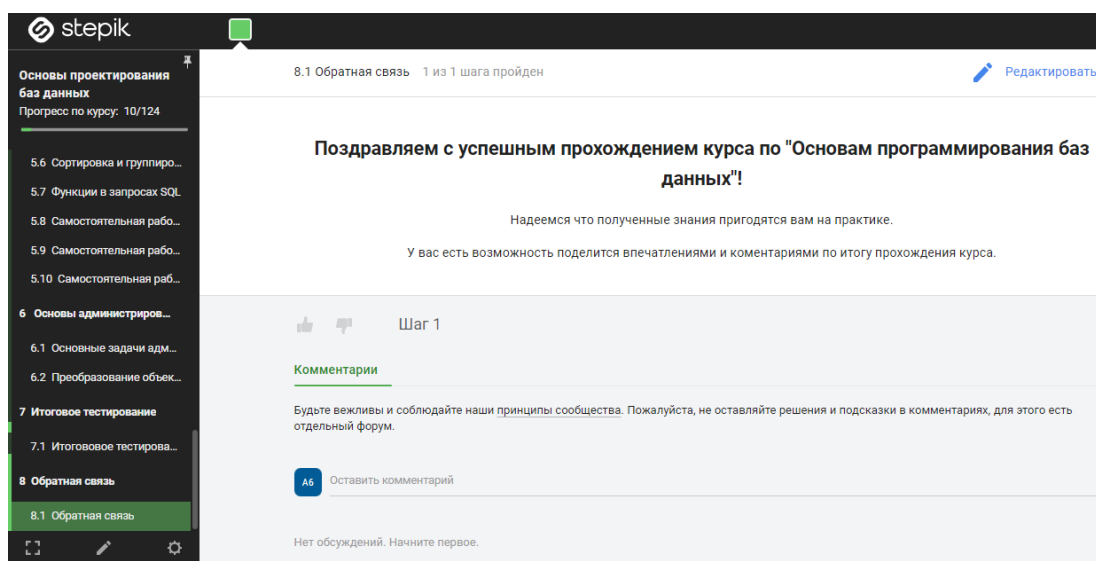 stepik
Основы проектирования
баз данных
Прогресс по курсу: 10/124
5.6 Сортировка и группиро...
5.7 Функции в запросах SQL
5.8 Самостоятельная рабо...
5.9 Самостоятельная рабо...
5.10 Самостоятельная раб...
6 Основы администриров...
6.1 Основные задачи адм...
6.2 Преобразование объек...
7 Итоговое тестирование
7.1 Итогововое тестирова...
8 Обратная связь
8.1 Обратная связь
8.1 Обратная связь 1 из 1 шага пройден
Редактировать
Поздравляем с успешным прохождением курса по "Основам программирования баз
данных"!
Надеемся что полученные знания пригодятся вам на практике.
У вас есть возможность поделится впечатлениями и коментариями по итогу прохождения курса.
Шаг 1
Комментарии
Будьте вежливы и соблюдайте наши принципы сообщества. Пожалуйста, не оставляйте решения и подсказки в комментариях, для этого есть
отдельный форум.
А6
Оставить комментарий
Нет обсуждений. Начните первое.